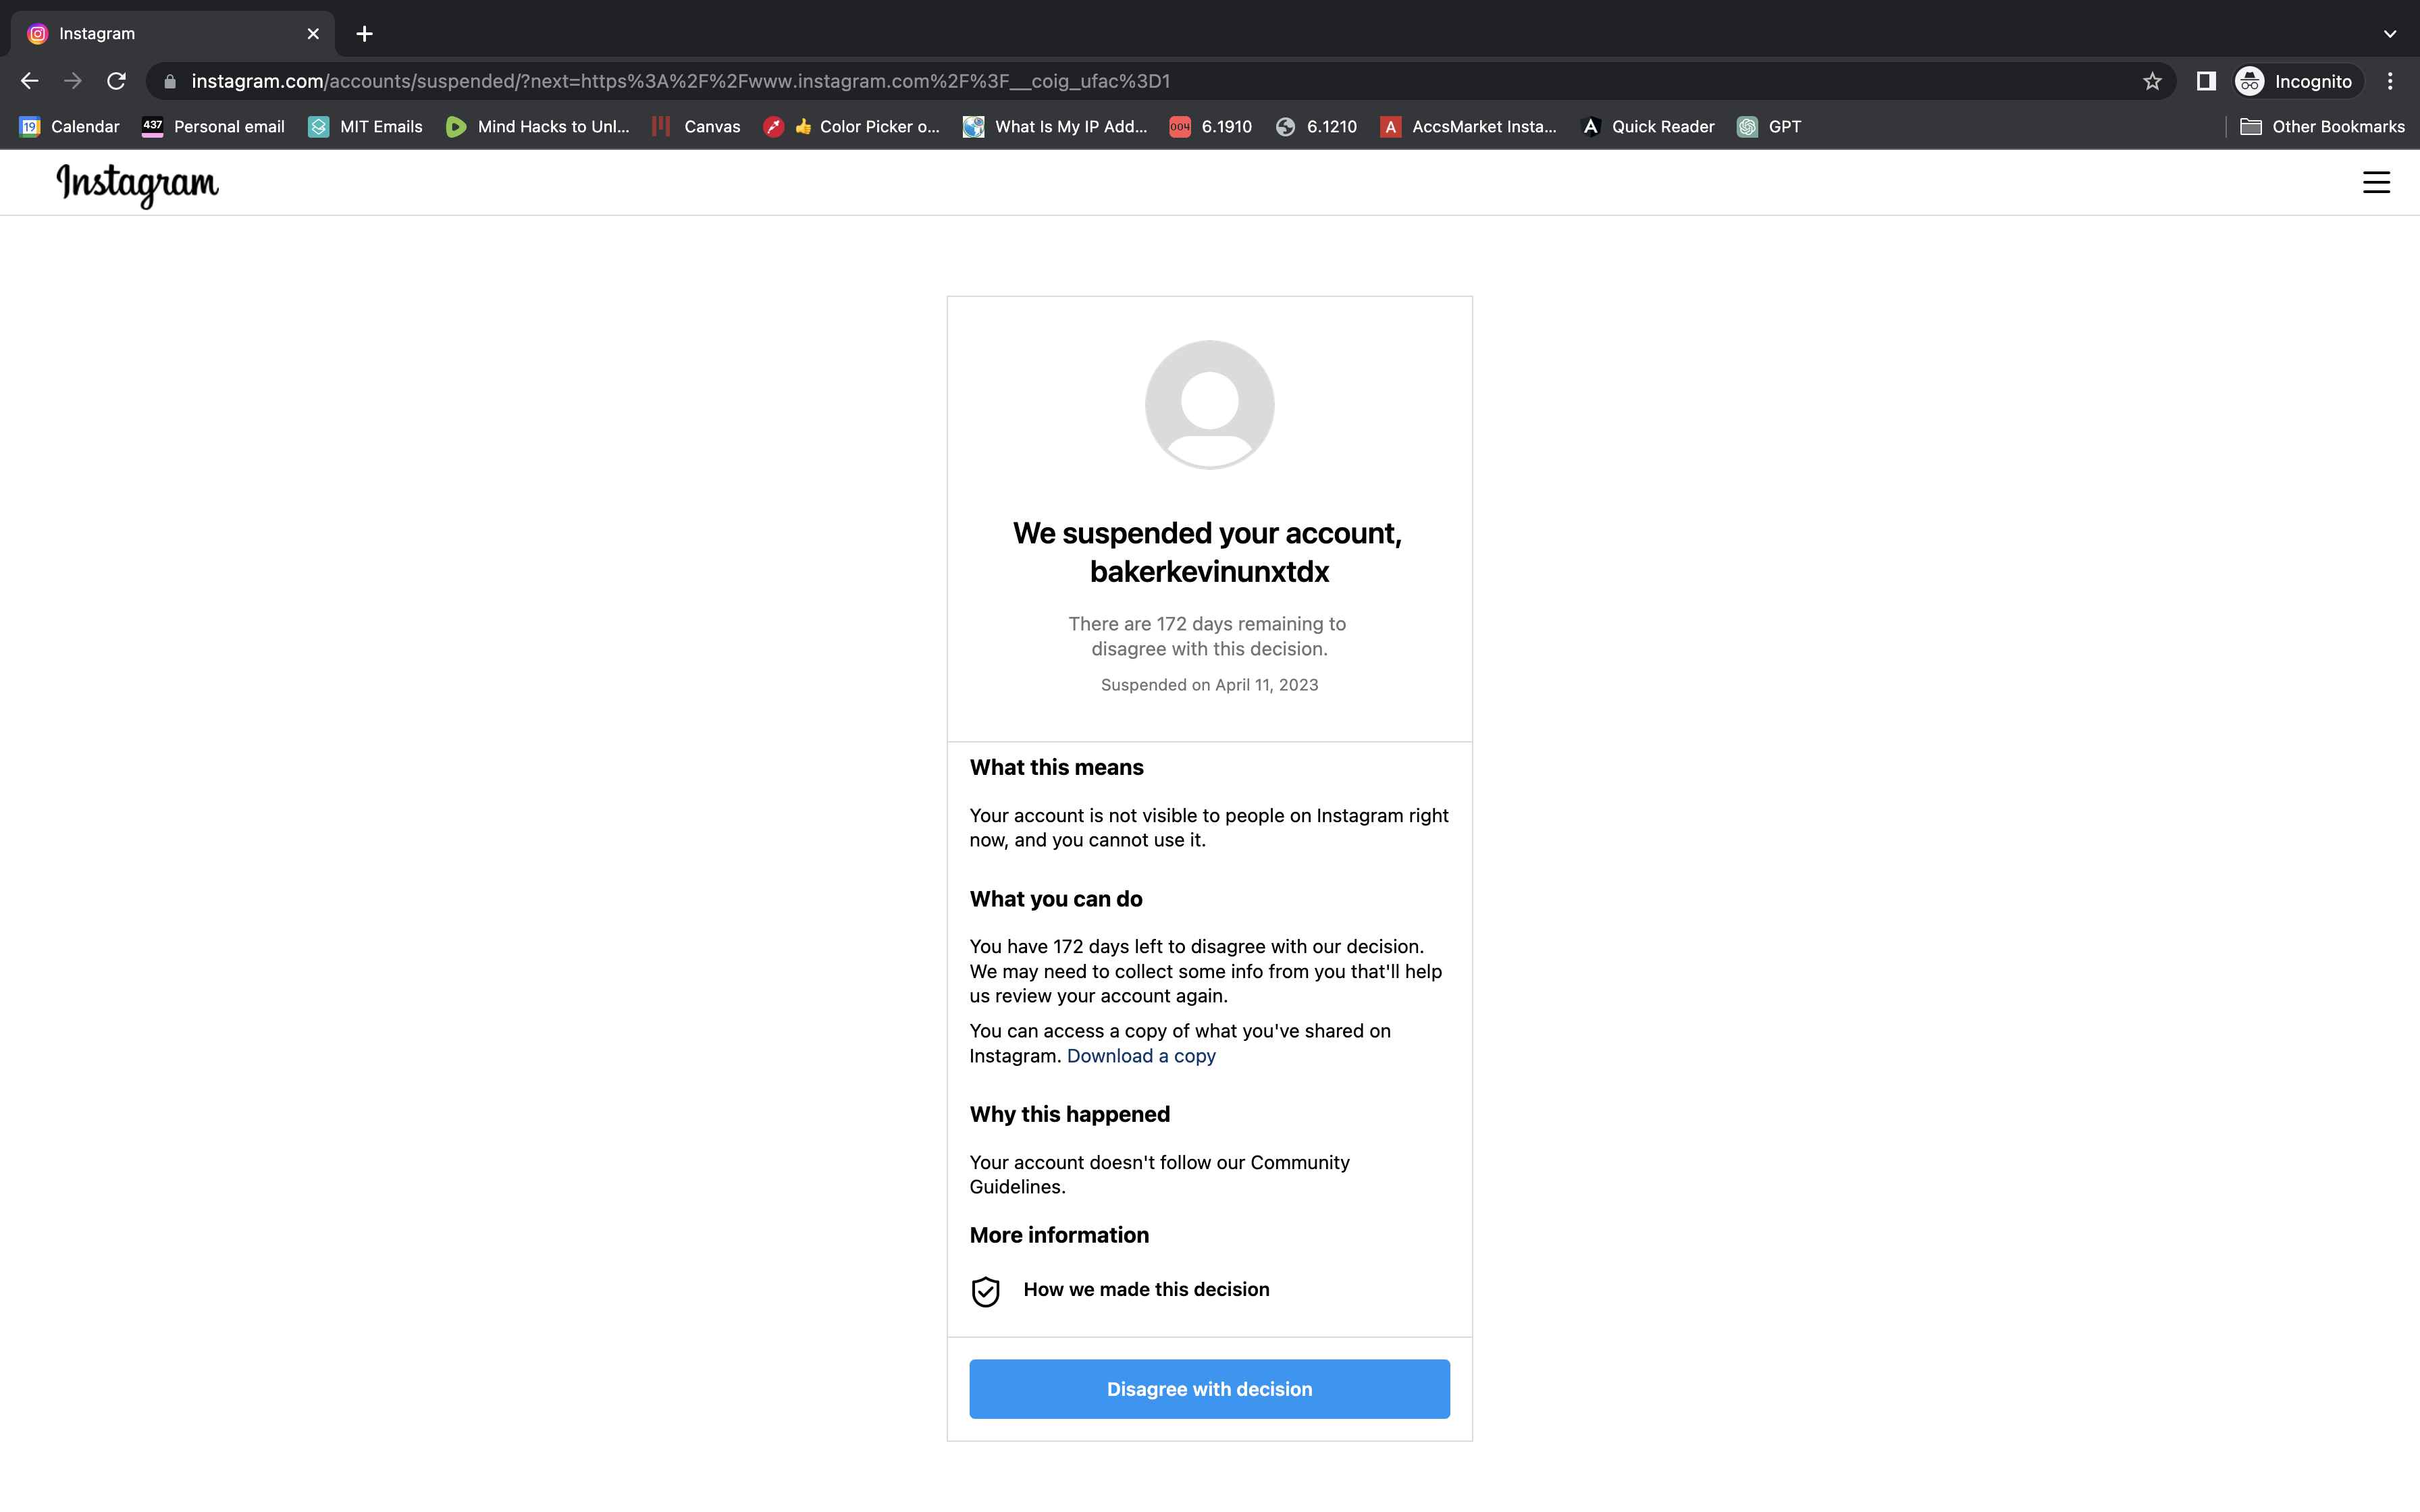 Instagram
instagram.com/accounts/suspended/?next=https%3A%2F%2Fwww.instagram.com%2F%3F__coig_ufac%3D1
Incognito
19 Calendar 437 Personal email MIT Emails Mind Hacks to Unl... Canvas 👍 Color Picker o... What Is My IP Add... 004 6.1910 6.1210 A AccsMarket Insta... Quick Reader GPT Other Bookmarks
Instagram
We suspended your account,
bakerkevinunxtdx
There are 172 days remaining to
disagree with this decision.
Suspended on April 11, 2023
What this means
Your account is not visible to people on Instagram right
now, and you cannot use it.
What you can do
You have 172 days left to disagree with our decision.
We may need to collect some info from you that'll help
us review your account again.
You can access a copy of what you've shared on
Instagram. Download a copy
Why this happened
Your account doesn't follow our Community
Guidelines.
More information
How we made this decision
Disagree with decision